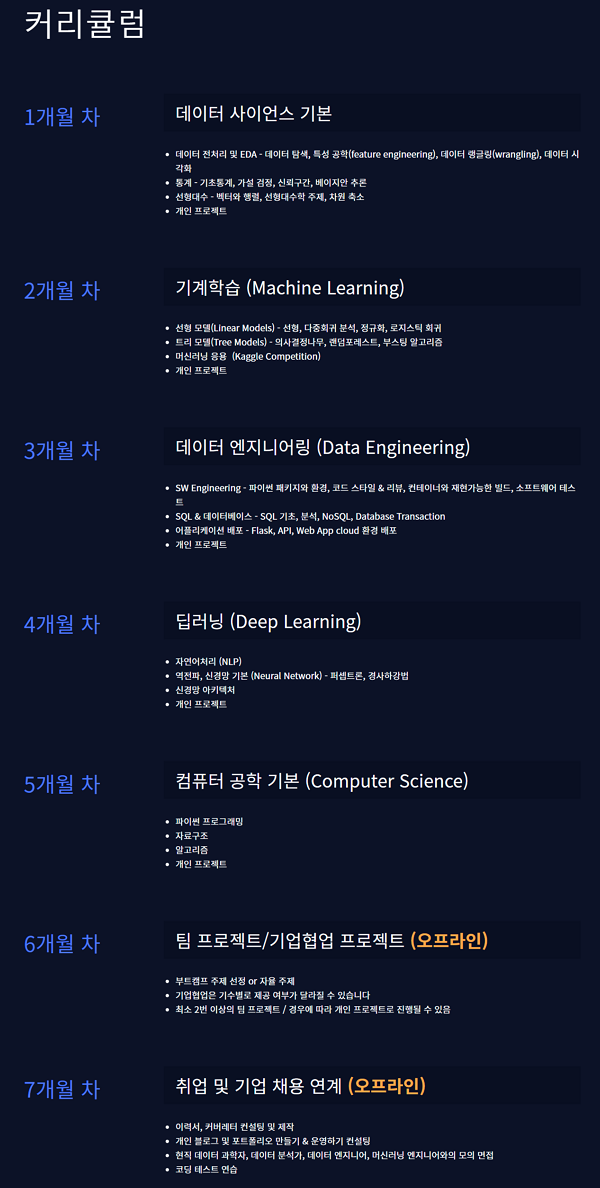 커리큘럼
1개월 차
데이터 사이언스 기본
• 데이터 전처리 및 EDA - 데이터 탐색, 특성 공학(feature engineering), 데이터 랭글링(wrangling), 데이터 시
각화
• 통계 - 기초통계, 가설 검정, 신뢰구간, 베이지안 추론
• 선형대수 - 벡터와 행렬, 선형대수학 주제, 차원 축소
• 개인 프로젝트
2개월 차
기계학습 (Machine Learning)
• 선형 모델(Linear Models) - 선형, 다중회귀 분석, 정규화, 로지스틱 회귀
• 트리 모델(Tree Models) - 의사결정나무, 랜덤포레스트, 부스팅 알고리즘
• 머신러닝 응용 (Kaggle Competition)
• 개인 프로젝트
3개월 차
데이터 엔지니어링 (Data Engineering)
• SW Engineering - 파이썬 패키지와 환경, 코드 스타일 & 리뷰, 컨테이너와 재현가능한 빌드, 소프트웨어 테스
트
• SQL & 데이터베이스 - SQL 기초, 분석, NoSQL, Database Transaction
• 어플리케이션 배포 - Flask, API, Web App cloud 환경 배포
• 개인 프로젝트
4개월 차
딥러닝 (Deep Learning)
• 자연어처리 (NLP)
• 역전파, 신경망 기본 (Neural Network) - 퍼셉트론, 경사하강법
• 신경망 아키텍처
• 개인 프로젝트
5개월 차
컴퓨터 공학 기본 (Computer Science)
• 파이썬 프로그래밍
• 자료구조
• 알고리즘
• 개인 프로젝트
6개월 차
팀 프로젝트/기업협업 프로젝트 (오프라인)
• 부트캠프 주제 선정 or 자율 주제
• 기업협업은 기수별로 제공 여부가 달라질 수 있습니다
• 최소 2번 이상의 팀 프로젝트 / 경우에 따라 개인 프로젝트로 진행될 수 있음
7개월 차
취업 및 기업 채용 연계 (오프라인)
• 이력서, 커버레터 컨설팅 및 제작
• 개인 블로그 및 포트폴리오 만들기 & 운영하기 컨설팅
• 현직 데이터 과학자, 데이터 분석가, 데이터 엔지니어, 머신러닝 엔지니어와의 모의 면접
• 코딩 테스트 연습